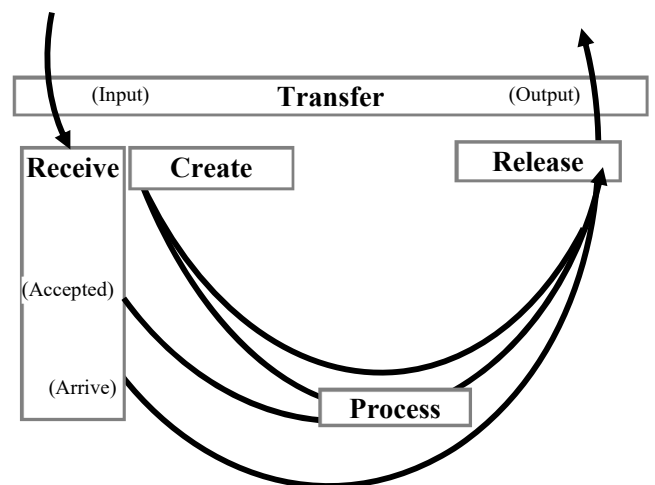 (Input) Transfer (Output)
Receive Create Release
(Accepted)
(Arrive)
Process